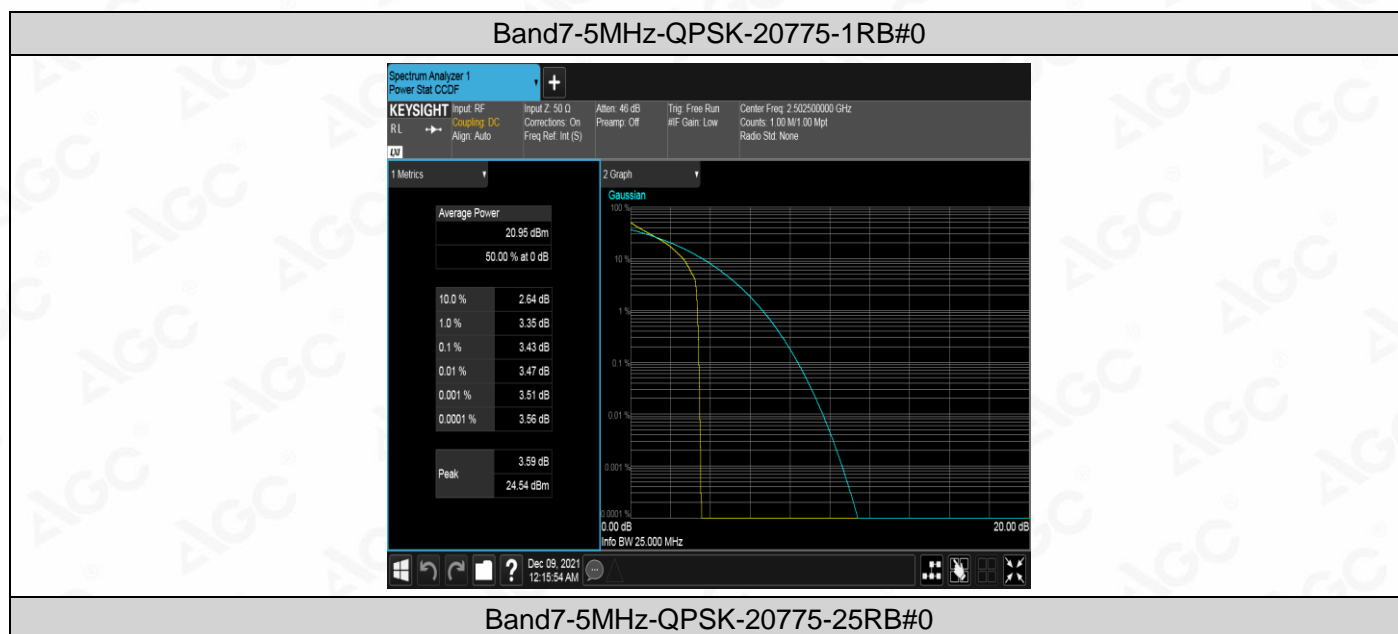 Band7-5MHz-QPSK-20775-1RB#0
Spectrum Analyzer 1
Power Stat CCDF
KEYSIGHT
RL
LXI
Input: RF
Coupling: DC
Align: Auto
Input Z: 50 Ω
Corrections: On
Freq Ref: Int (S)
Atten: 46 dB
Preamp: Off
Trig: Free Run
#IF Gain: Low
Center Freq: 2.502500000 GHz
Counts: 1.00 M/1.00 Mpt
Radio Std: None
1 Metrics
Average Power
20.95 dBm
50.00 % at 0 dB
10.0 % 2.64 dB
1.0 % 3.35 dB
0.1 % 3.43 dB
0.01 % 3.47 dB
0.001 % 3.51 dB
0.0001 % 3.56 dB
Peak
3.59 dB
24.54 dBm
2 Graph
Gaussian
100 %
10 %
1 %
0.1 %
0.01 %
0.001 %
0.0001 %
0.00 dB 20.00 dB
Info BW 25.000 MHz
Dec 09, 2021
12:15:54 AM
Band7-5MHz-QPSK-20775-25RB#0
AGC